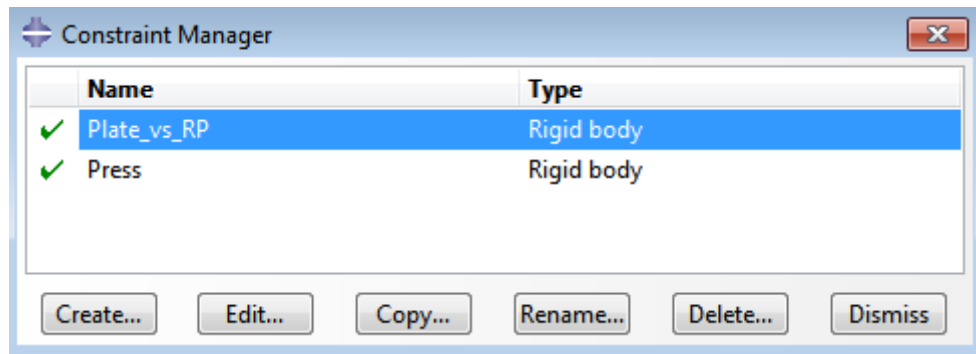 Constraint Manager
Name Type
Plate_vs_RP Rigid body
Press Rigid body
Create... Edit... Copy... Rename... Delete... Dismiss